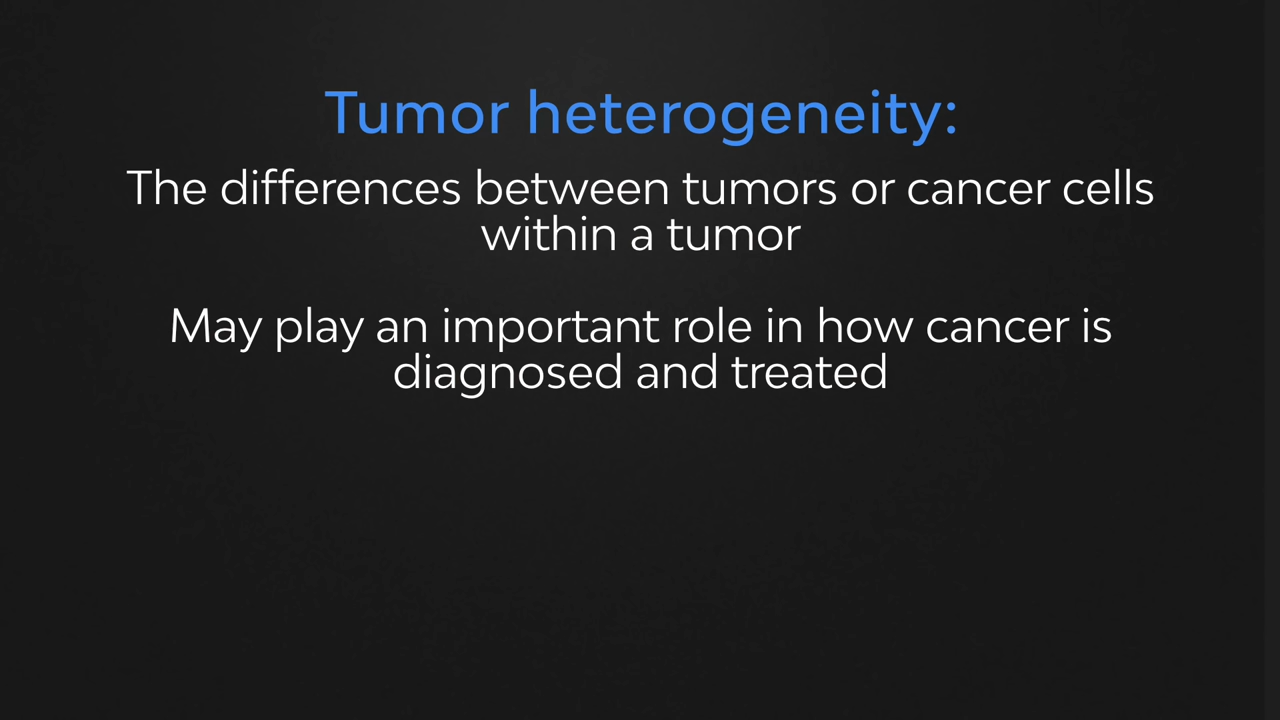 Tumor heterogeneity:
The differences between tumors or cancer cells
within a tumor
May play an important role in how cancer is
diagnosed and treated